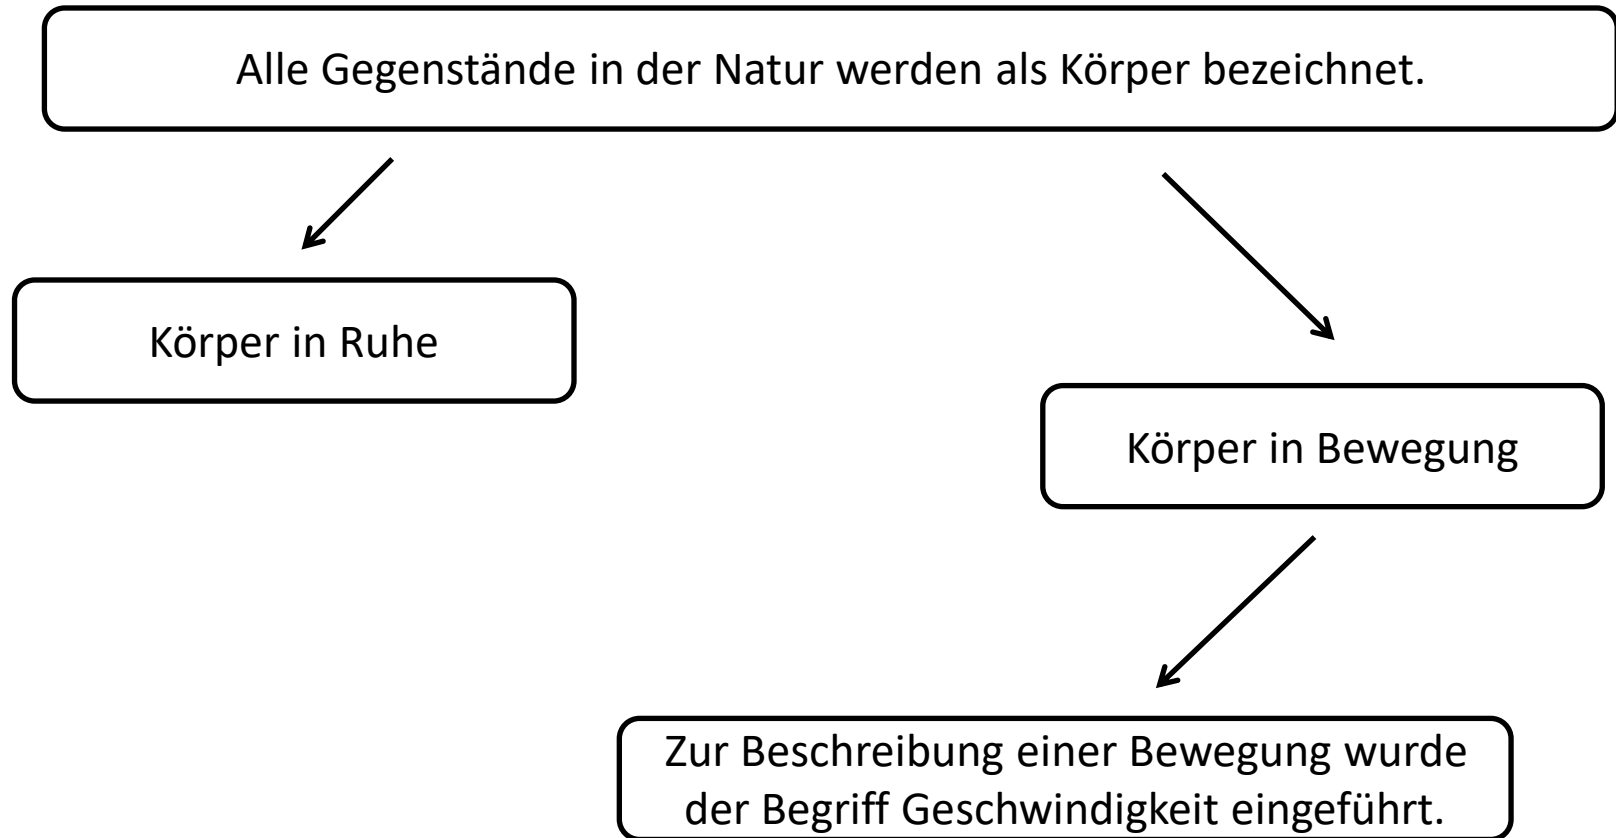 Alle Gegenstände in der Natur werden als Körper bezeichnet.
Körper in Ruhe
Körper in Bewegung
Zur Beschreibung einer Bewegung wurde
der Begriff Geschwindigkeit eingeführt.